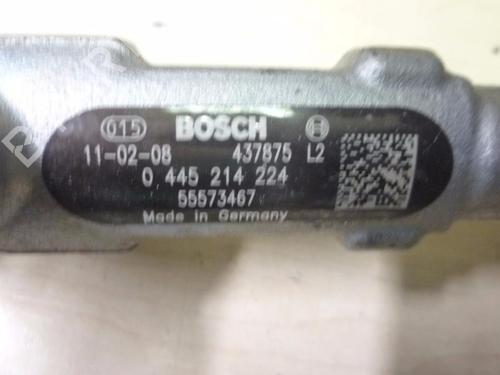 015 BOSCH
11-02-08 437875 L2
0 445 214 224
55573467
Made in Germany